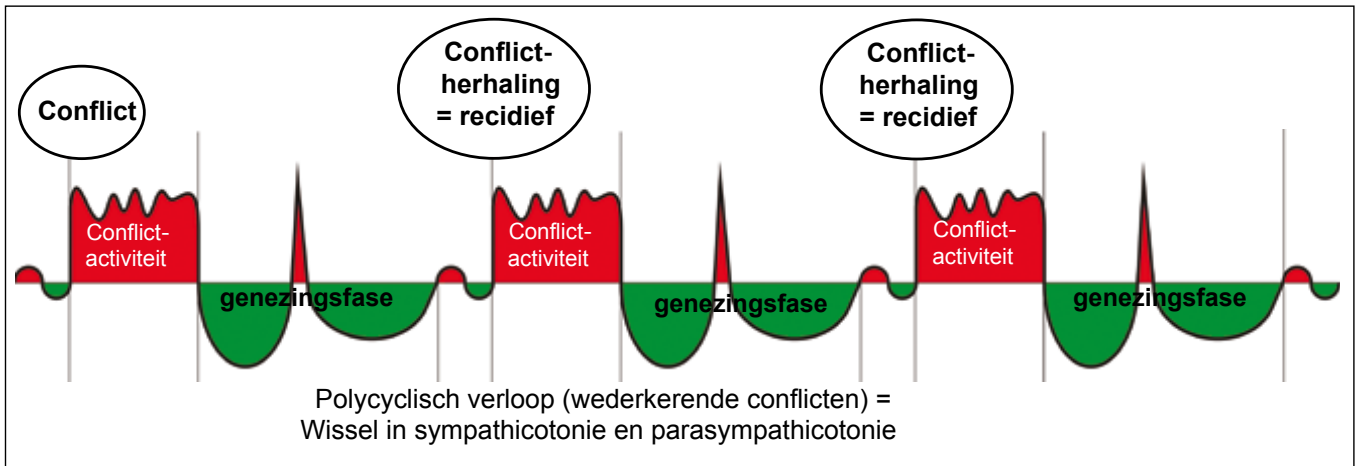 Conflict
Conflict-
herhaling
= recidief
Conflict-
herhaling
= recidief
Conflict-
activiteit
Conflict-
activiteit
Conflict-
activiteit
genezingsfase
genezingsfase
genezingsfase
Polycyclisch verloop (wederkerende conflicten) =
Wissel in sympathicotonie en parasympathicotonie